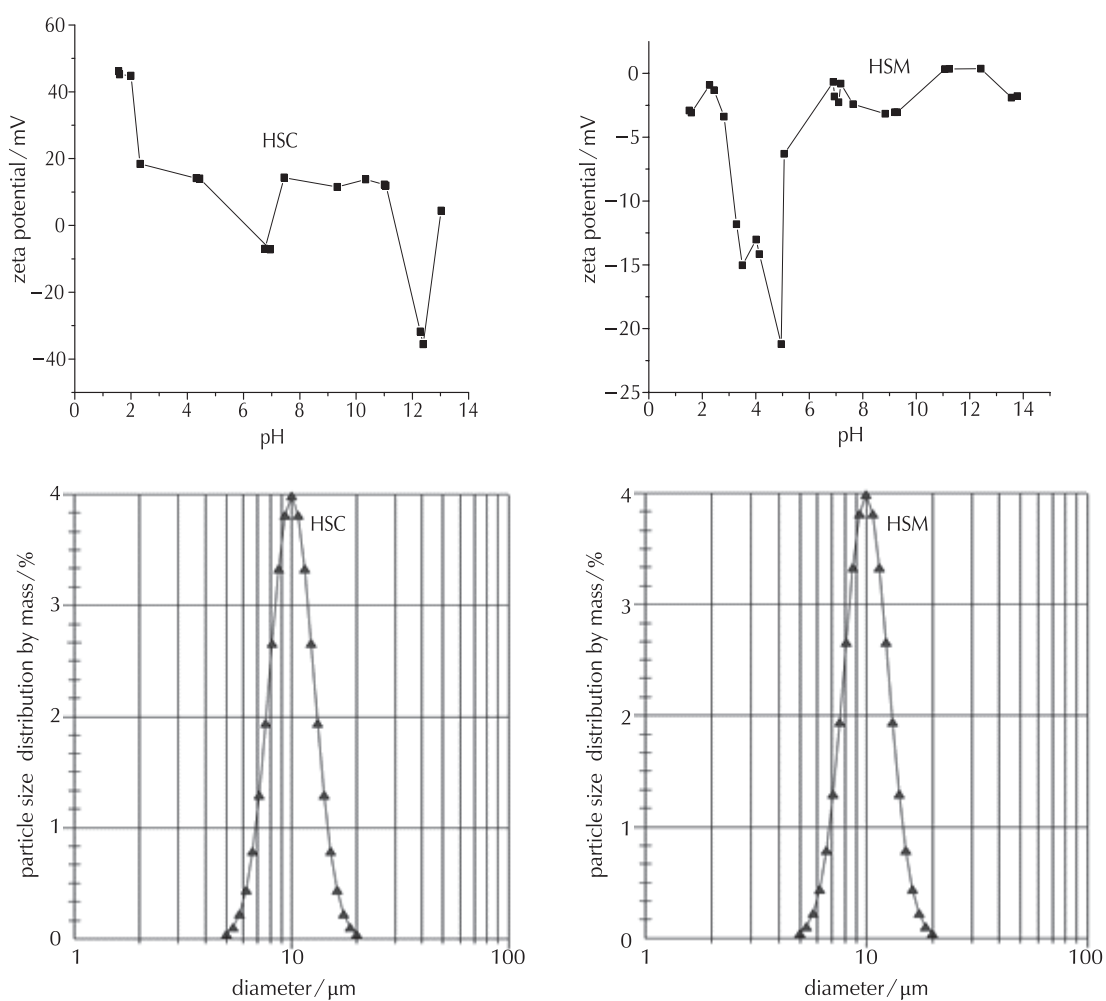 60
40
20
0
−20
−40
zeta potential / mV
HSC
0 2 4 6 8 10 12 14
pH
0
−5
−10
−15
−20
−25
zeta potential / mV
HSM
0 2 4 6 8 10 12 14
pH
4
3
2
1
0
particle size distribution by mass / %
HSC
1 10 100
diameter / μm
4
3
2
1
0
particle size distribution by mass / %
HSM
1 10 100
diameter / μm